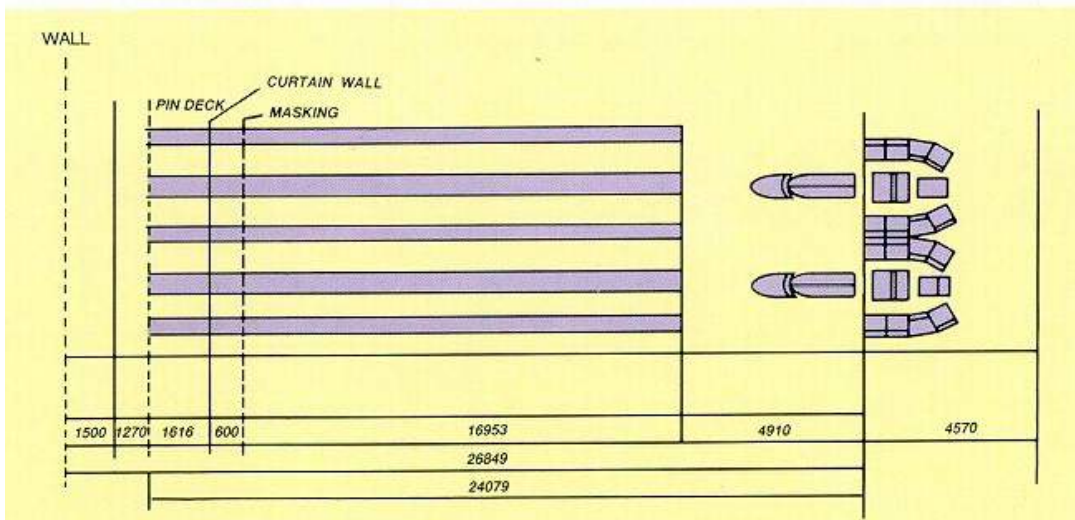 WALL
CURTAIN WALL
PIN DECK
MASKING
1500 1270 1616 600 16953 4910 4570
26849
24079